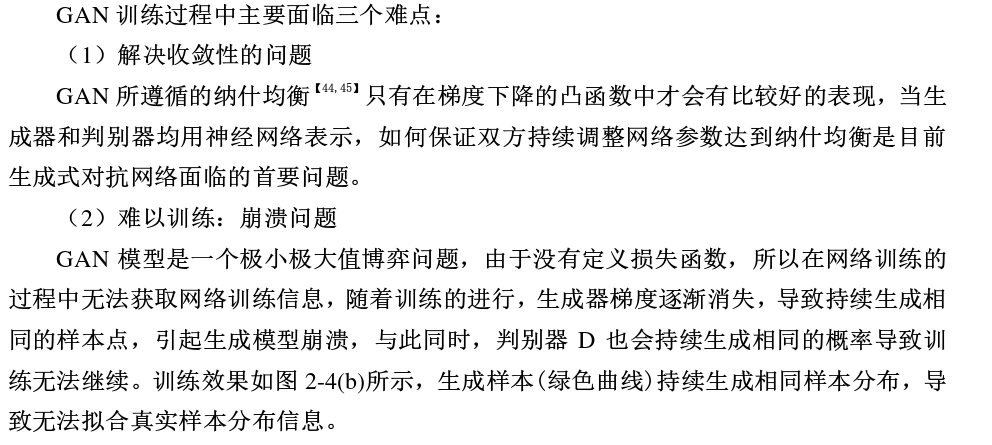 GAN 训练过程中主要面临三个难点：
（1）解决收敛性的问题
GAN 所遵循的纳什均衡【44,45】只有在梯度下降的凸函数中才会有比较好的表现，当生
成器和判别器均用神经网络表示，如何保证双方持续调整网络参数达到纳什均衡是目前
生成式对抗网络面临的首要问题。
（2）难以训练：崩溃问题
GAN 模型是一个极小极大值博弈问题，由于没有定义损失函数，所以在网络训练的
过程中无法获取网络训练信息，随着训练的进行，生成器梯度逐渐消失，导致持续生成相
同的样本点，引起生成模型崩溃，与此同时，判别器 D 也会持续生成相同的概率导致训
练无法继续。训练效果如图 2-4(b)所示，生成样本(绿色曲线)持续生成相同样本分布，导
致无法拟合真实样本分布信息。